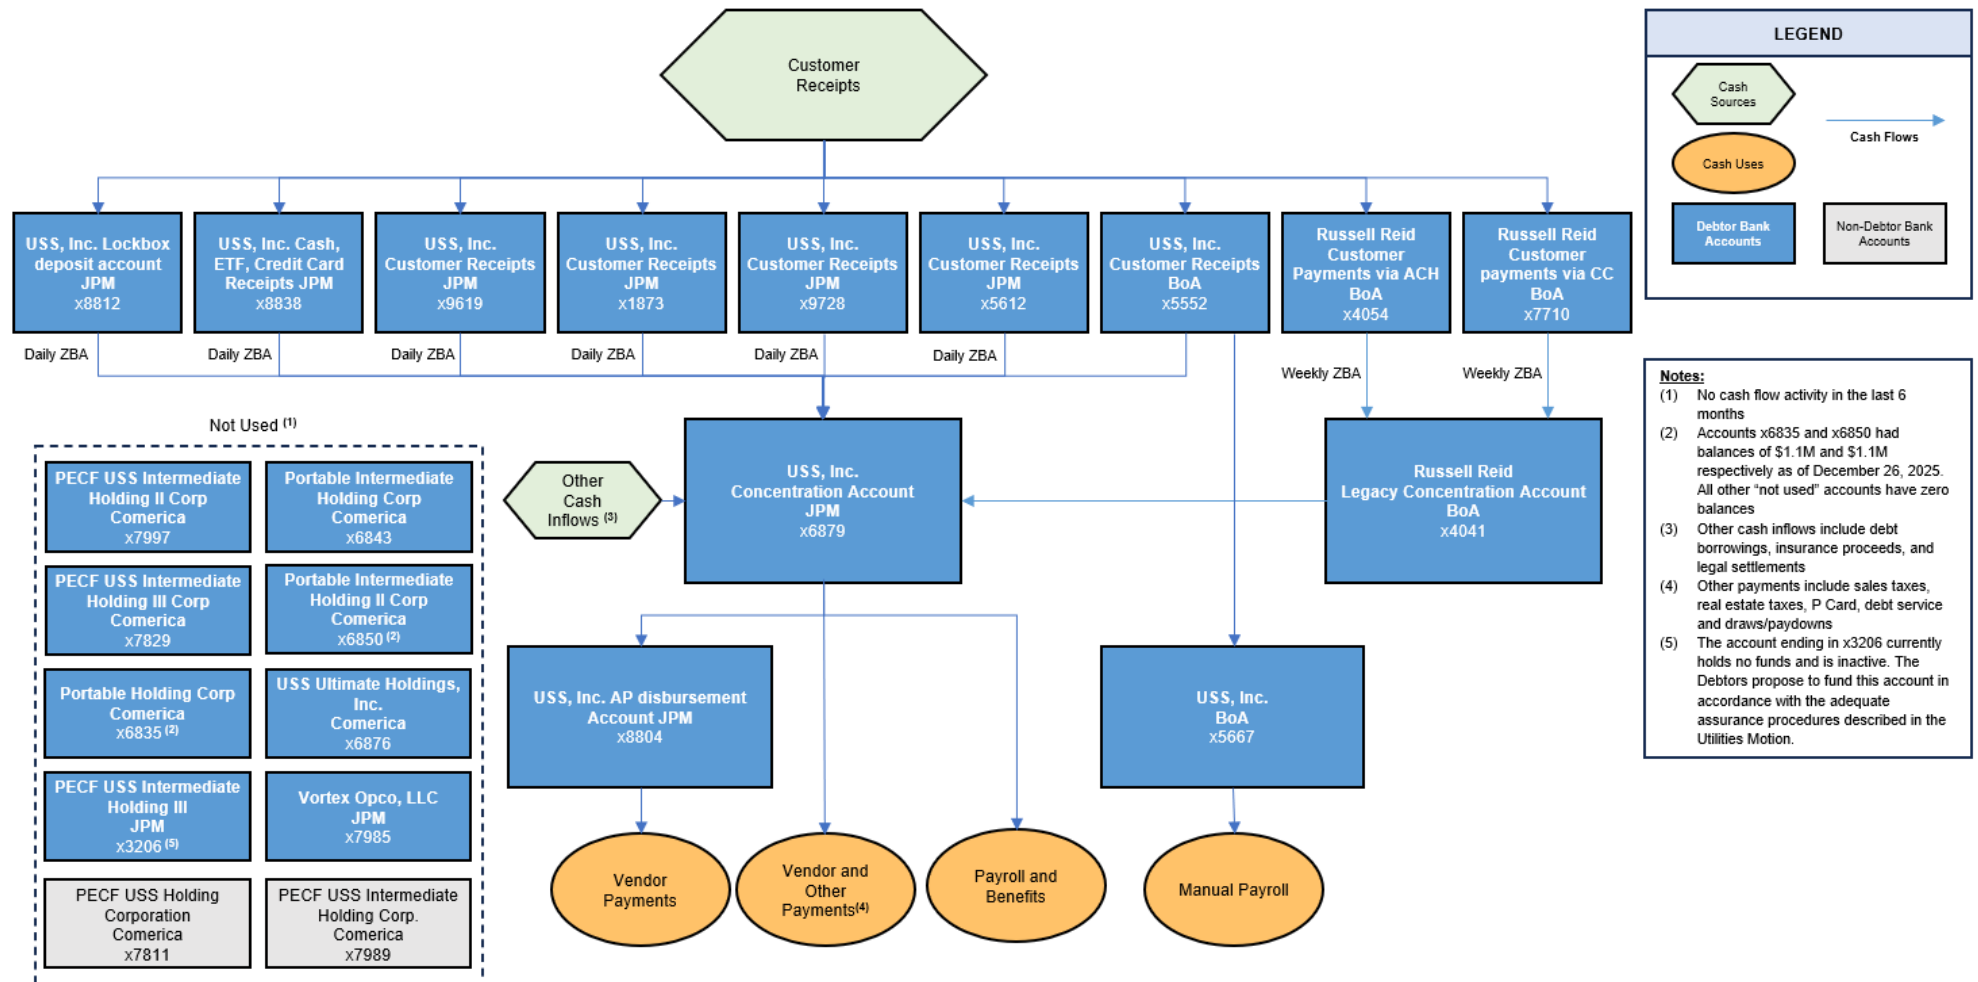 Customer
Receipts
LEGEND
Cash
Sources
Cash Flows
Cash Uses
Debtor Bank
Accounts
Non-Debtor Bank
Accounts
USS, Inc. Lockbox
deposit account
JPM
x8812
USS, Inc. Cash,
ETF, Credit Card
Receipts JPM
x8838
USS, Inc.
Customer Receipts
JPM
x9619
USS, Inc.
Customer Receipts
JPM
x1873
USS, Inc.
Customer Receipts
JPM
x9728
USS, Inc.
Customer Receipts
JPM
x5612
USS, Inc.
Customer Receipts
BoA
x5552
Russell Reid
Customer
Payments via ACH
BoA
x4054
Russell Reid
Customer
payments via CC
BoA
x7710
Daily ZBA
Daily ZBA
Daily ZBA
Daily ZBA
Daily ZBA
Daily ZBA
Weekly ZBA
Weekly ZBA
Not Used (1)
PECF USS Intermediate
Holding II Corp
Comerica
x7997
Portable Intermediate
Holding Corp
Comerica
x6843
PECF USS Intermediate
Holding III Corp
Comerica
x7829
Portable Intermediate
Holding II Corp
Comerica
x6850 (2)
Portable Holding Corp
Comerica
x6835 (2)
USS Ultimate Holdings,
Inc.
Comerica
x6876
PECF USS Intermediate
Holding III
JPM
x3206 (5)
Vortex Opco, LLC
JPM
x7985
PECF USS Holding
Corporation
Comerica
x7811
PECF USS Intermediate
Holding Corp.
Comerica
x7989
Other
Cash
Inflows (3)
USS, Inc.
Concentration Account
JPM
x6879
Russell Reid
Legacy Concentration Account
BoA
x4041
USS, Inc. AP disbursement
Account JPM
x8804
USS, Inc.
BoA
x5667
Vendor
Payments
Vendor and
Other
Payments(4)
Payroll and
Benefits
Manual Payroll
Notes:
(1) No cash flow activity in the last 6
months
(2) Accounts x6835 and x6850 had
balances of $1.1M and $1.1M
respectively as of December 26, 2025.
All other “not used” accounts have zero
balances
(3) Other cash inflows include debt
borrowings, insurance proceeds, and
legal settlements
(4) Other payments include sales taxes,
real estate taxes, P Card, debt service
and draws/paydowns
(5) The account ending in x3206 currently
holds no funds and is inactive. The
Debtors propose to fund this account in
accordance with the adequate
assurance procedures described in the
Utilities Motion.